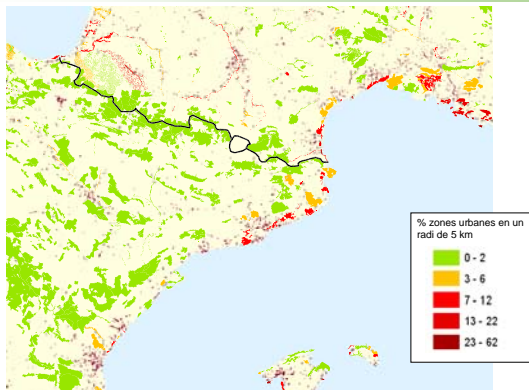 % zones urbanes en un
radi de 5 km
0 - 2
3 - 6
7 - 12
13 - 22
23 - 62